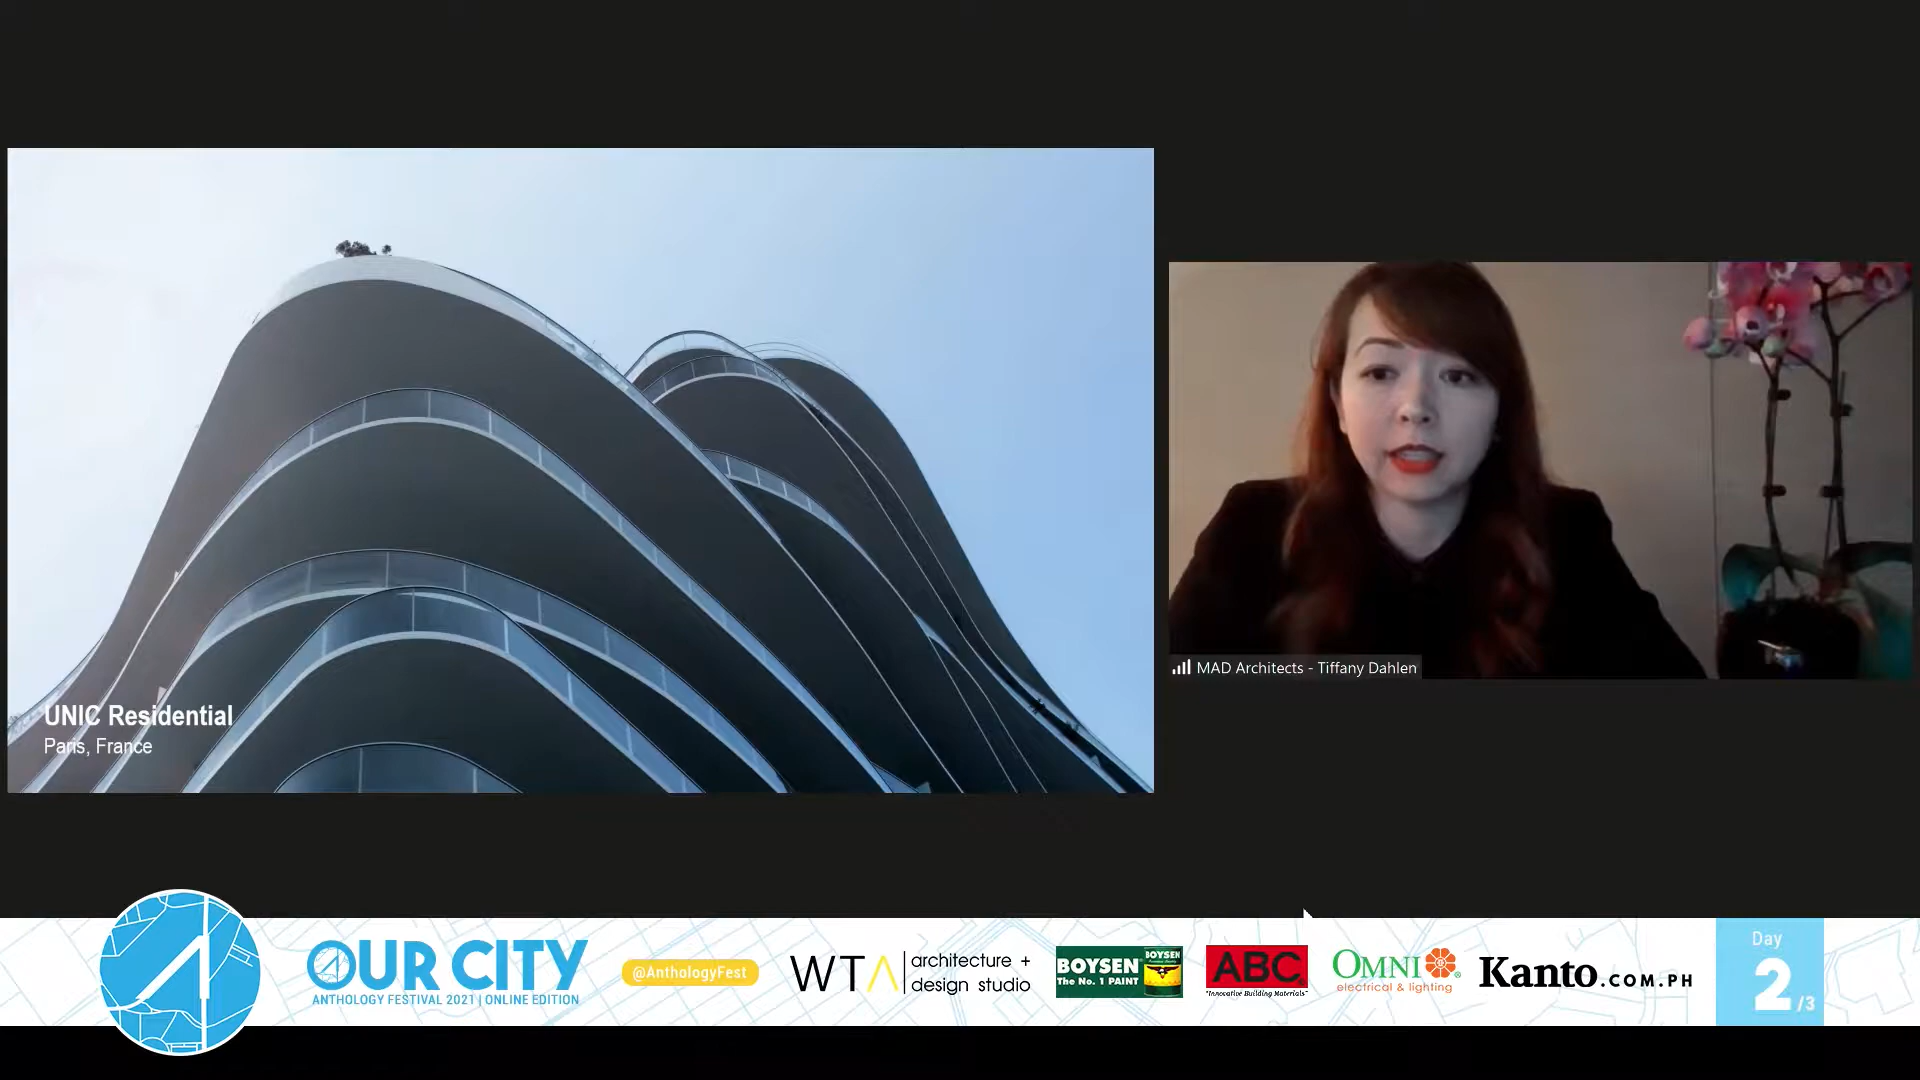 UNIC Residential
Paris, France
MAD Architects - Tiffany Dahlen
OUR CITY
ANTHOLOGY FESTIVAL 2021 | ONLINE EDITION
@AnthologyFest
WTA
architecture +
design studio
BOYSEN
The No. 1 PAINT
BOYSEN
ABC
"Innovative Building Materials"
OMNI
electrical & lighting
Kanto.COM.PH
Day
2/3